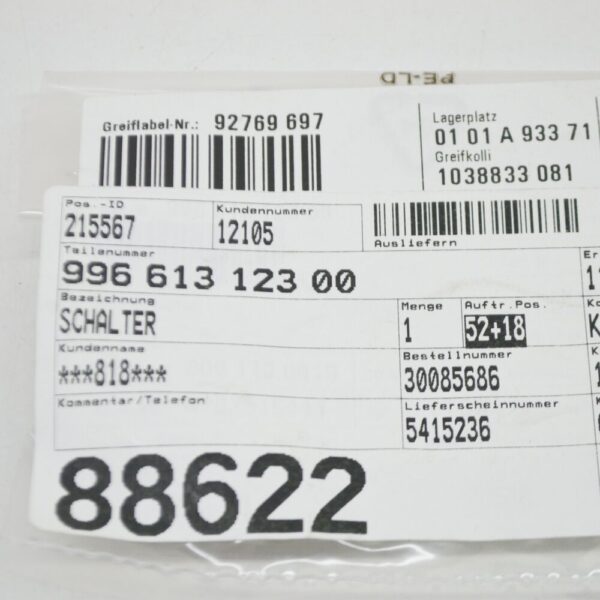 PE-LD
Greiflabel-Nr.: 92769 697
Lagerplatz
01 01 A 933 71
Greifkolli
1038833 081
Pos.-ID
215567
Kundennummer
12105
Ausliefern
Teilenummer
996 613 123 00
Bezeichnung
SCHALTER
Menge
1
Auftr.Pos.
52+18
Kundenname
***818***
Bestellnummer
30085686
Kommentar/Telefon
Lieferscheinnummer
5415236
88622